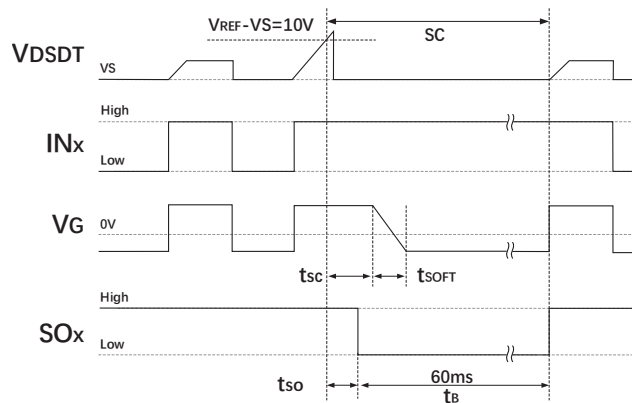 VREF-VS=10V
SC
VDSDT
VS
High
INx
Low
VG
0V
tsc
tSOFT
High
SOx
Low
tso
60ms
tB